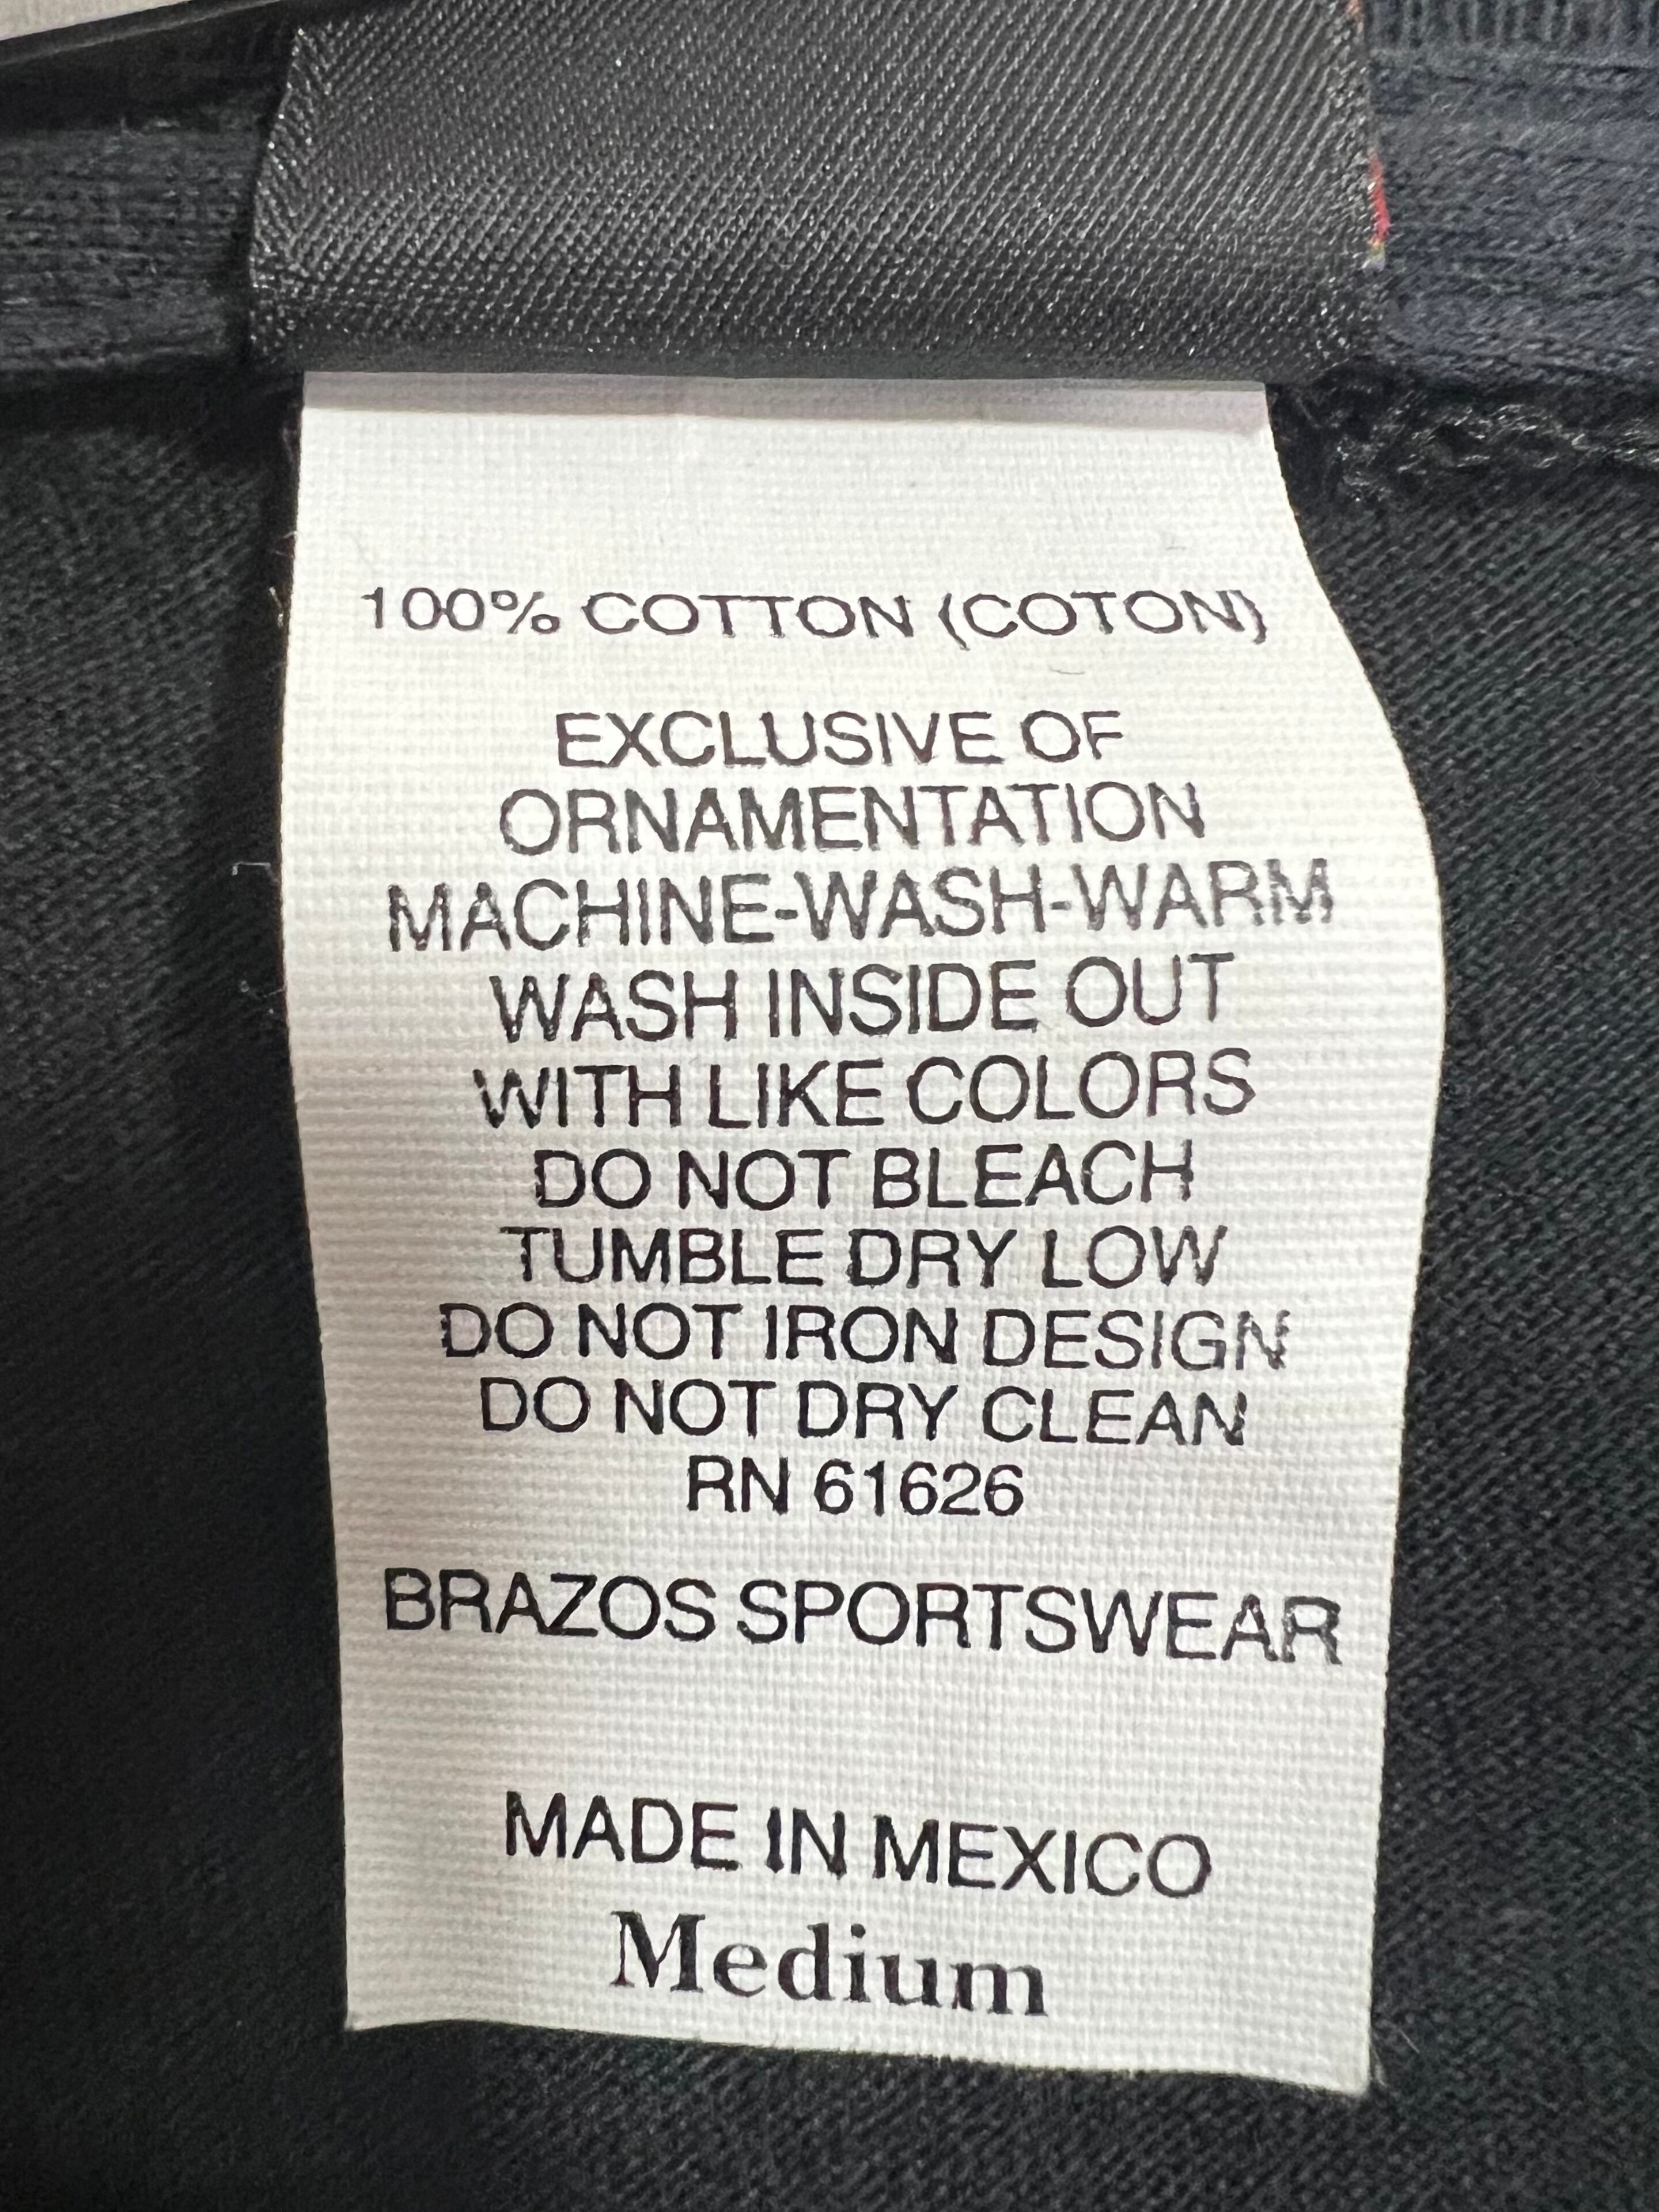 100% COTTON (COTON)
EXCLUSIVE OF
ORNAMENTATION
MACHINE-WASH-WARM
WASH INSIDE OUT
WITH LIKE COLORS
DO NOT BLEACH
TUMBLE DRY LOW
DO NOT IRON DESIGN
DO NOT DRY CLEAN
RN 61626
BRAZOS SPORTSWEAR
MADE IN MEXICO
Medium